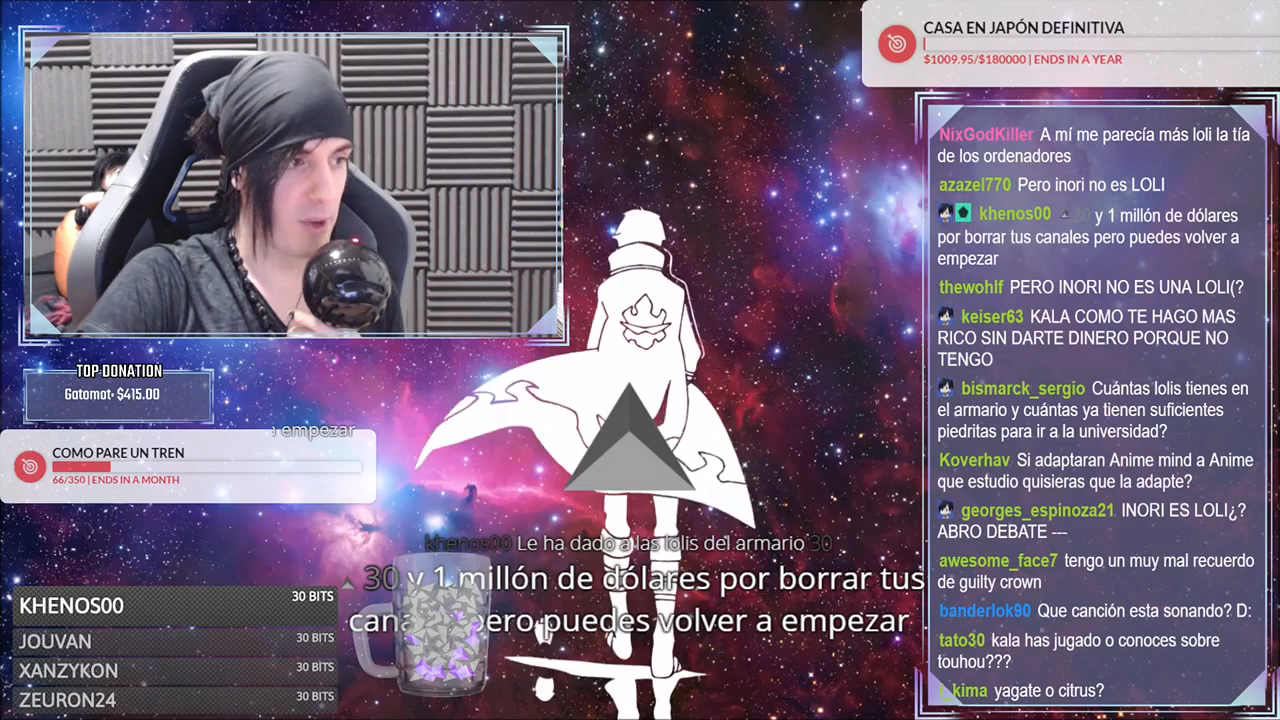 CASA EN JAPÓN DEFINITIVA
$1009.95/$180000 | ENDS IN A YEAR
NixGodKiller A mí me parecía más loli la tía
de los ordenadores
azazel770 Pero inori no es LOLI
khenos00 30 y 1 millón de dólares
por borrar tus canales pero puedes volver a
empezar
thewohlf PERO INORI NO ES UNA LOLI(?
keiser63 KALA COMO TE HAGO MAS
RICO SIN DARTE DINERO PORQUE NO
TENGO
bismarck_sergio Cuántas lolis tienes en
el armario y cuántas ya tienen suficientes
piedritas para ir a la universidad?
Koverhav Si adaptaran Anime mind a Anime
que estudio quisieras que la adapte?
georges_espinoza21 INORI ES LOLI¿?
ABRO DEBATE ---
awesome_face7 tengo un muy mal recuerdo
de guilty crown
banderlok90 Que canción esta sonando? D:
tato30 kala has jugado o conoces sobre
touhou???
i_kima yagate o citrus?
TOP DONATION
Gatomat: $415.00
empezar
COMO PARE UN TREN
66/350 | ENDS IN A MONTH
khenos00 Le ha dado a las lolis del armario 30
30 y 1 millón de dólares por borrar tus
pero puedes volver a empezar
KHENOS00 30 BITS
JOUVAN 30 BITS
XANZYKON 30 BITS
ZEURON24 30 BITS